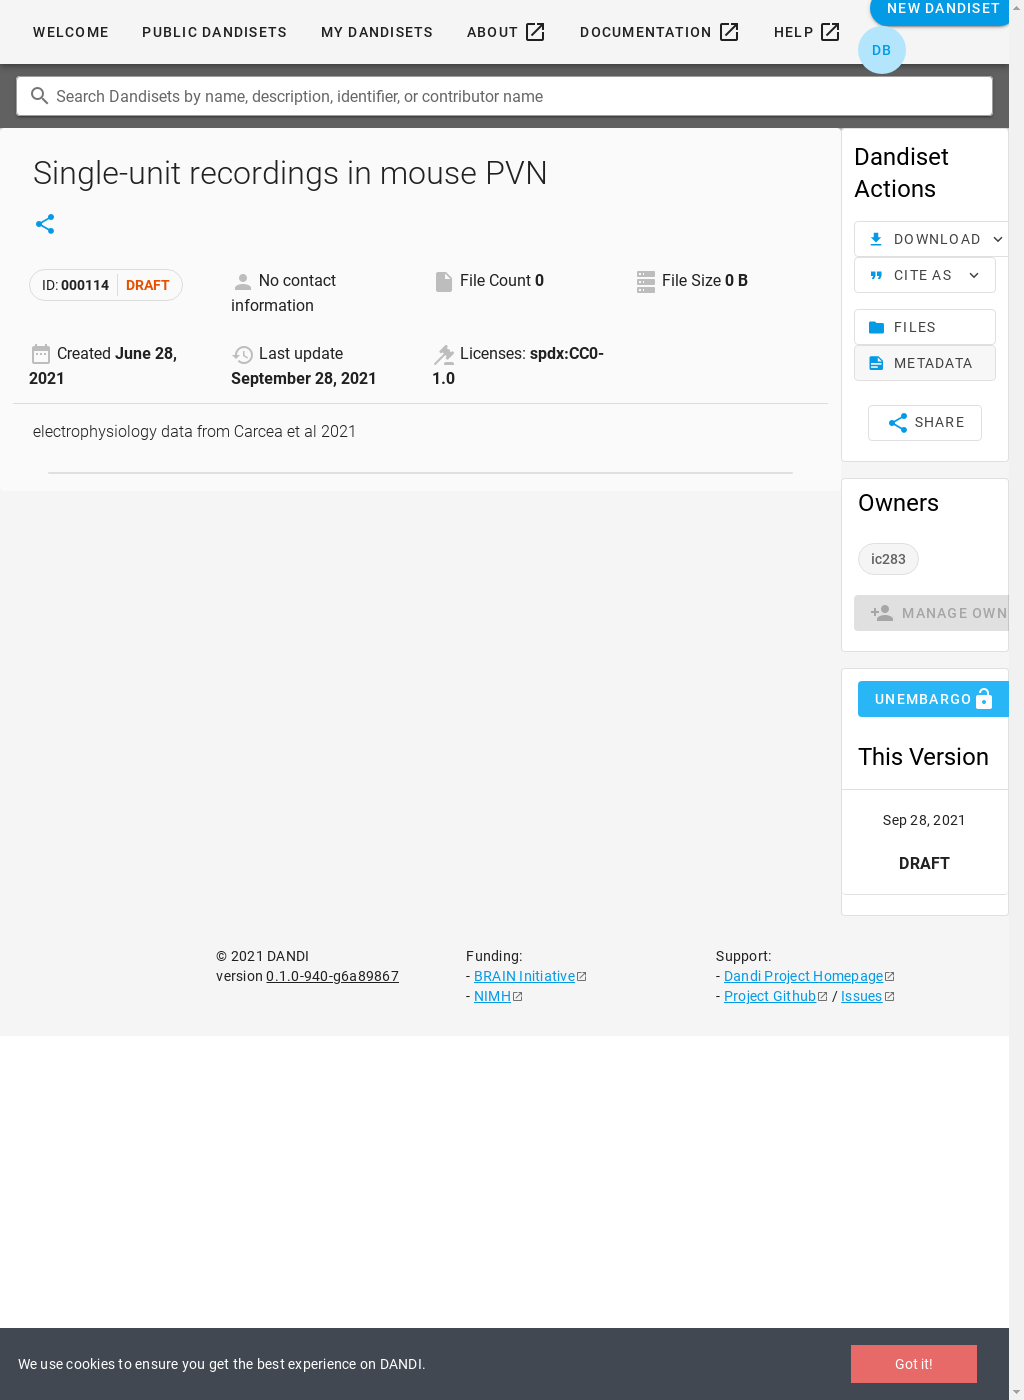 WELCOME PUBLIC DANDISETS MY DANDISETS ABOUT DOCUMENTATION HELP NEW DANDISET
DB
Search Dandisets by name, description, identifier, or contributor name
Single-unit recordings in mouse PVN
ID: 000114 DRAFT
No contact
information
File Count 0
File Size 0 B
Created June 28,
2021
Last update
September 28, 2021
Licenses: spdx:CC0-
1.0
electrophysiology data from Carcea et al 2021
Dandiset
Actions
DOWNLOAD
CITE AS
FILES
METADATA
SHARE
Owners
ic283
MANAGE OWN
UNEMBARGO
This Version
Sep 28, 2021
DRAFT
© 2021 DANDI
version 0.1.0-940-g6a89867
Funding:
- BRAIN Initiative
- NIMH
Support:
- Dandi Project Homepage
- Project Github / Issues
We use cookies to ensure you get the best experience on DANDI.
Got it!